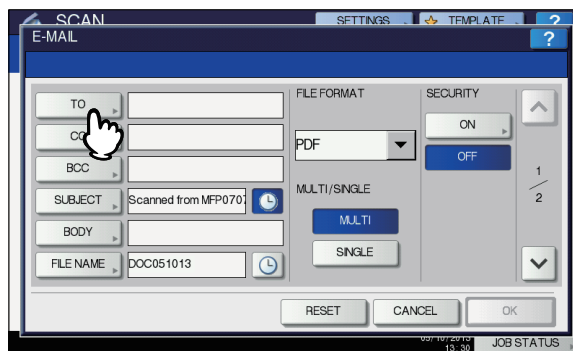 SCAN SETTINGS TEMPLATE ?
E-MAIL ?
TO FILE FORMAT SECURITY
ON
PDF
OFF
BCC
MULTI/SINGLE 1
SUBJECT Scanned from MFP0707 2
MULTI
BODY
SINGLE
FILE NAME DOC051013
RESET CANCEL OK
13:30 JOB STATUS